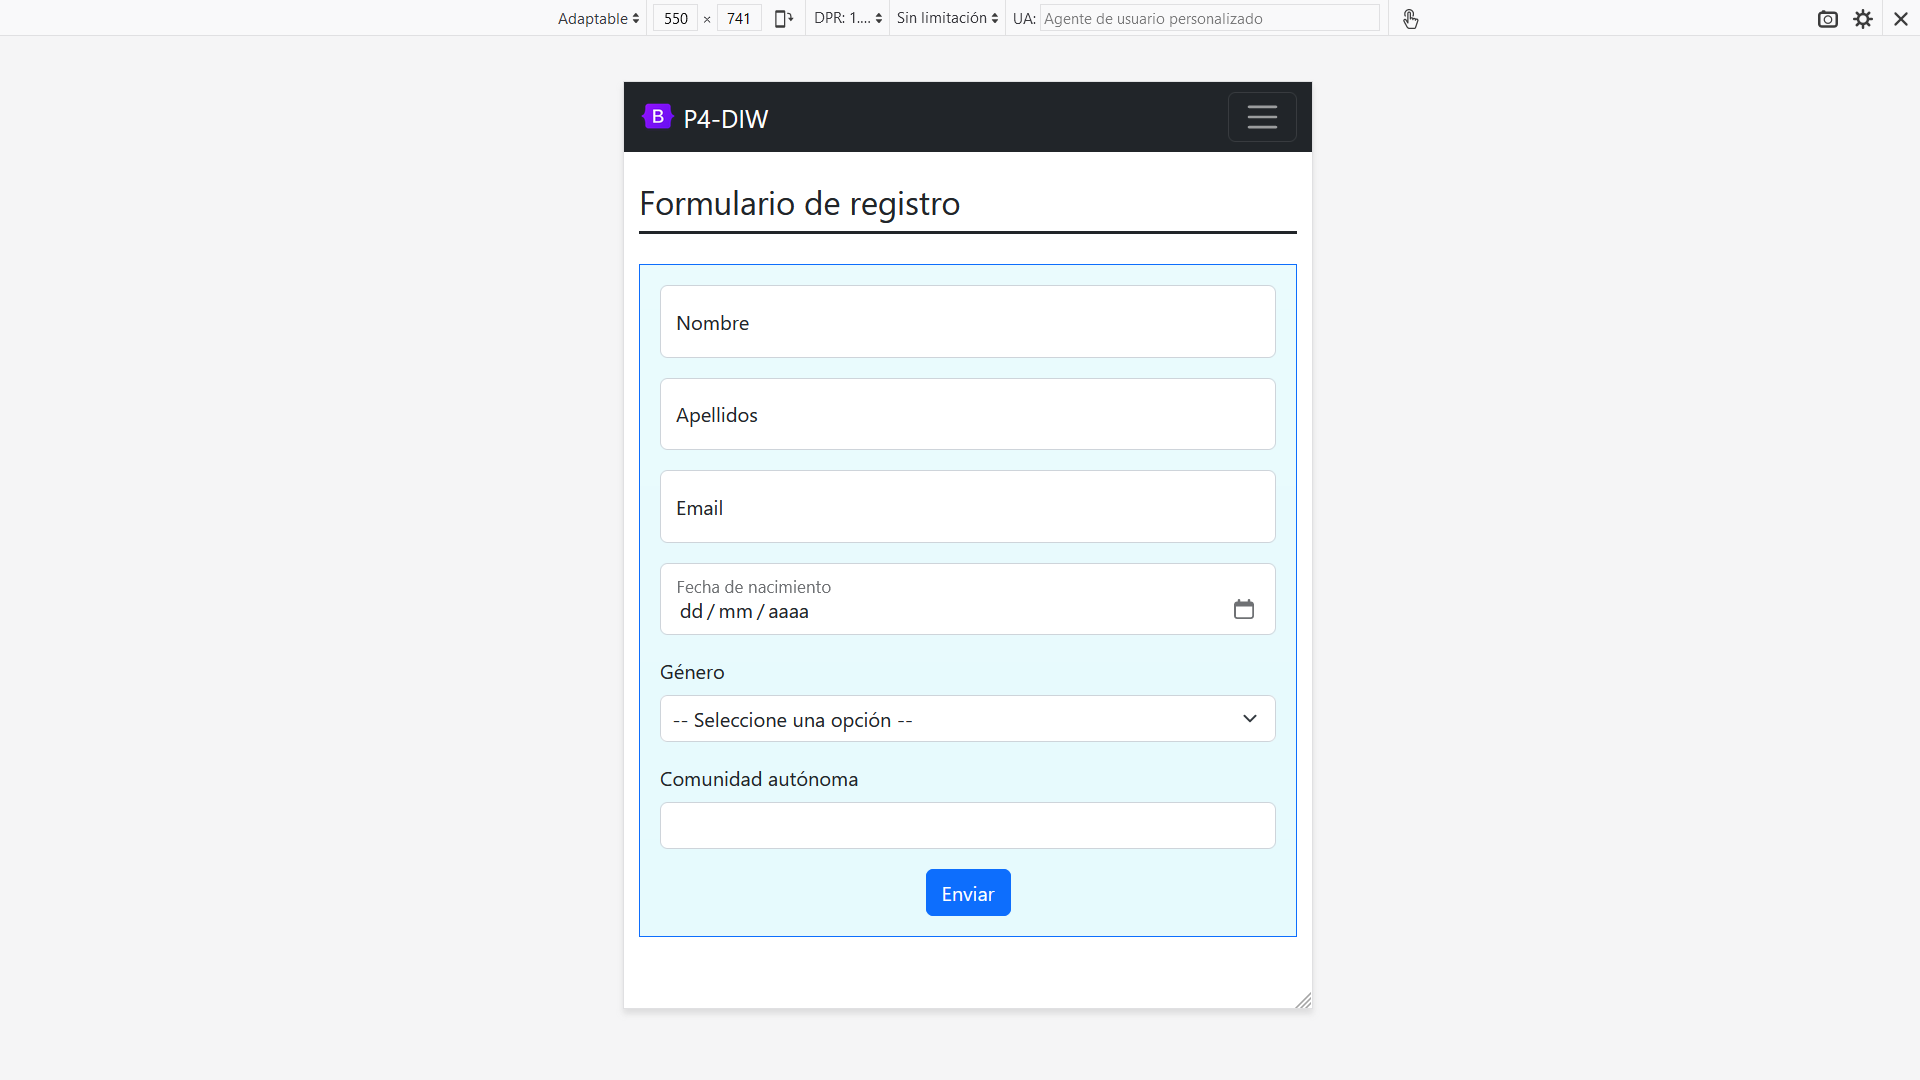 Adaptable 550 × 741 DPR: 1.... Sin limitación UA: Agente de usuario personalizado
B P4-DIW
Formulario de registro
Nombre
Apellidos
Email
Fecha de nacimiento
dd / mm / aaaa
Género
-- Seleccione una opción --
Comunidad autónoma
Enviar